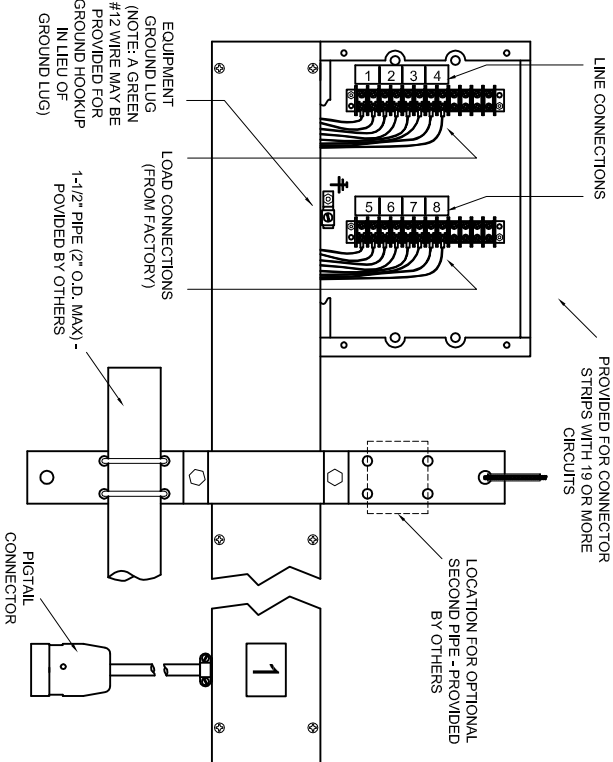 LINE CONNECTIONS
PROVIDED FOR CONNECTOR
STRIPS WITH 19 OR MORE
CIRCUITS
1 2 3 4
5 6 7 8
EQUIPMENT
GROUND LUG
(NOTE: A GREEN
#12 WIRE MAY BE
PROVIDED FOR
GROUND HOOKUP
IN LIEU OF
GROUND LUG)
LOAD CONNECTIONS
(FROM FACTORY)
1-1/2" PIPE (2" O.D. MAX) -
POVIDED BY OTHERS
LOCATION FOR OPTIONAL
SECOND PIPE - PROVIDED
BY OTHERS
PIGTAIL
CONNECTOR
1